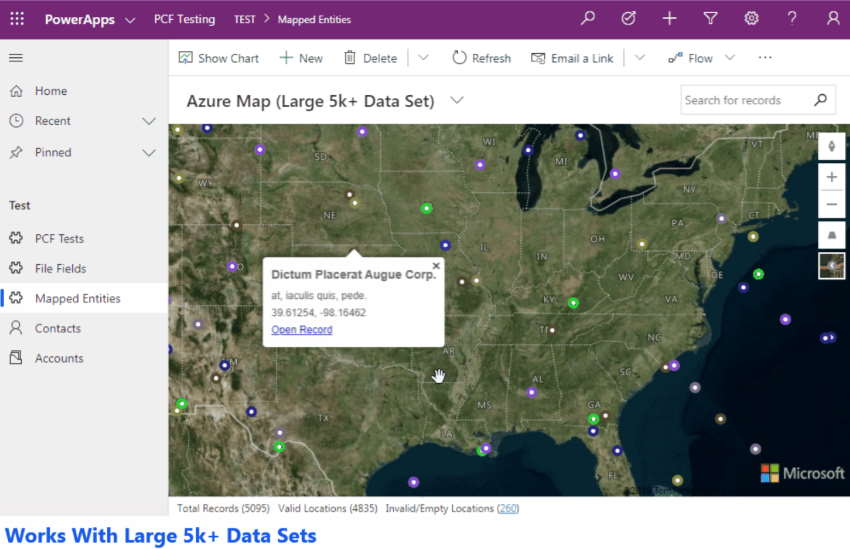 PowerApps PCF Testing TEST > Mapped Entities
Show Chart New Delete Refresh Email a Link Flow
Home
Recent
Pinned
Test
PCF Tests
File Fields
Mapped Entities
Contacts
Accounts
Azure Map (Large 5k+ Data Set)
Search for records
WI
VT
SD
MI
WY
NY
NE
CT
PA
OH
IN
IL
MD
DE
WV
KY
VA
NC
AR
SC
AL
MS
GA
TX
LA
FL
Dictum Placerat Augue Corp.
at, iaculis quis, pede.
39.61254, -98.16462
Open Record
Microsoft
Total Records (5095) Valid Locations (4835) Invalid/Empty Locations (260)
Works With Large 5k+ Data Sets